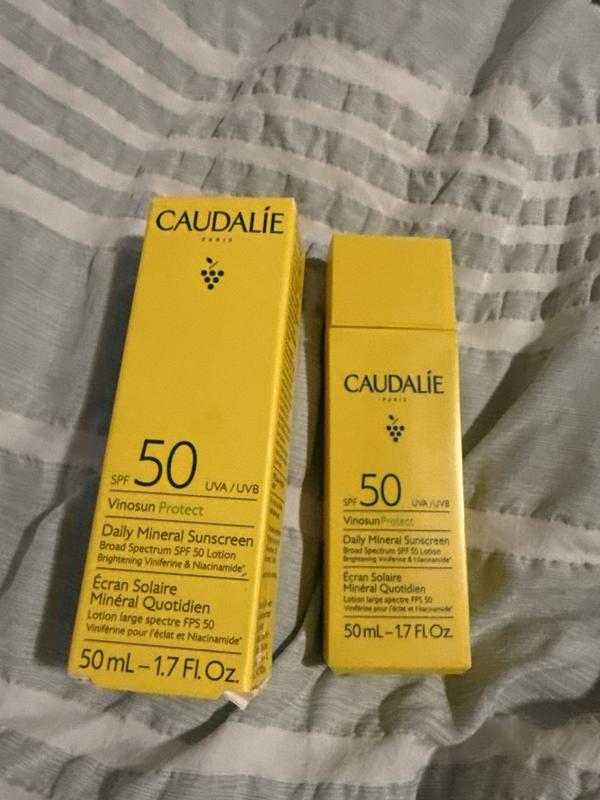 CAUDALÍE
PARIS
SPF 50 UVA / UVB
Vinosun Protect
Daily Mineral Sunscreen
Broad Spectrum SPF 50 Lotion
Brightening Viniferine & Niacinamide*
Écran Solaire
Minéral Quotidien
Lotion large spectre FPS 50
Viniférine pour l'éclat et Niacinamide*
50 mL – 1.7 Fl. Oz.
CAUDALÍE
PARIS
SPF 50 UVA / UVB
Vinosun Protect
Daily Mineral Sunscreen
Broad Spectrum SPF 50 Lotion
Brightening Viniferine & Niacinamide*
Écran Solaire
Minéral Quotidien
Lotion large spectre FPS 50
Viniférine pour l'éclat et Niacinamide*
50 mL – 1.7 Fl. Oz.